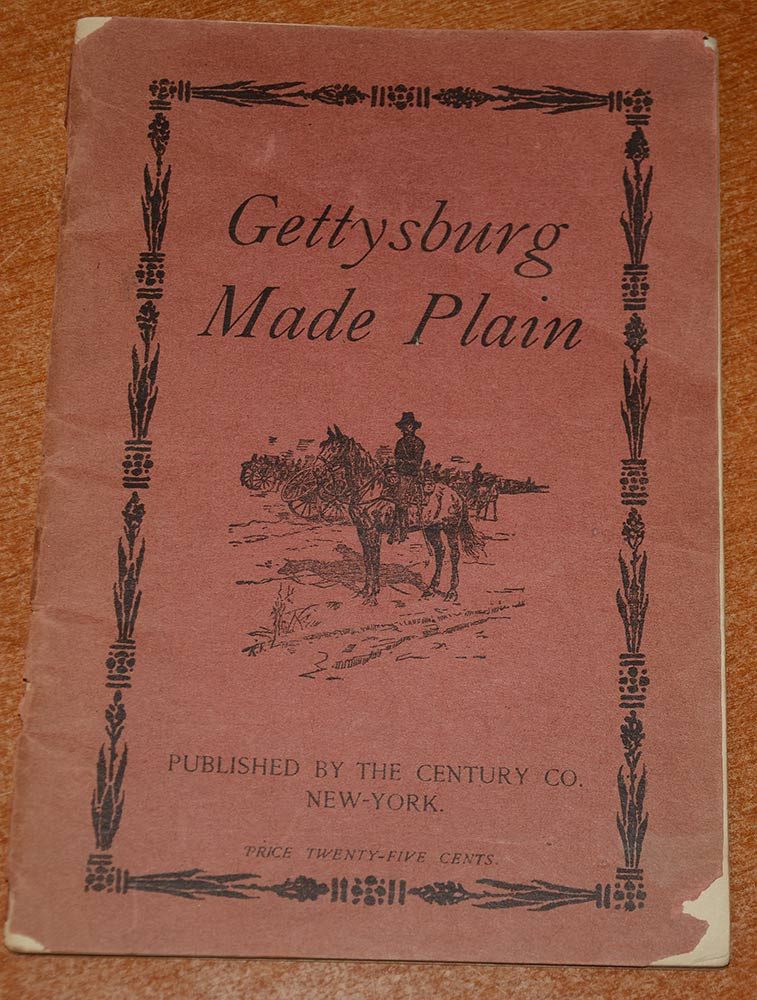 Gettysburg
Made Plain
PUBLISHED BY THE CENTURY CO.
NEW-YORK.
PRICE TWENTY-FIVE CENTS.